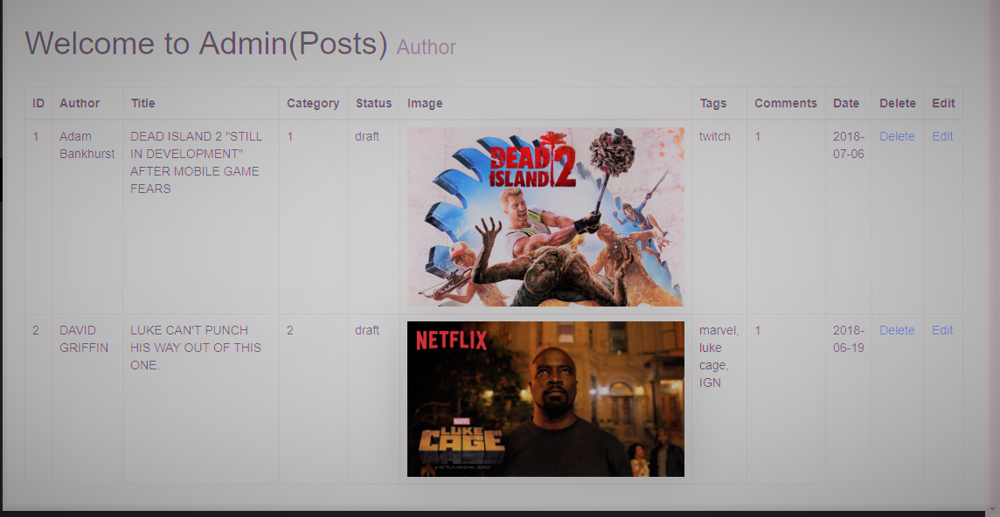 Welcome to Admin(Posts) Author
ID Author Title Category Status Image Tags Comments Date Delete Edit
1 Adam Bankhurst DEAD ISLAND 2 "STILL IN DEVELOPMENT" AFTER MOBILE GAME FEARS 1 draft twitch 1 2018-07-06 Delete Edit
DEAD
ISLAND 2
2 DAVID GRIFFIN LUKE CAN'T PUNCH HIS WAY OUT OF THIS ONE. 2 draft marvel, luke cage, IGN 1 2018-06-19 Delete Edit
NETFLIX
MARVEL
LUKE
CAGE
A NETFLIX ORIGINAL SERIES